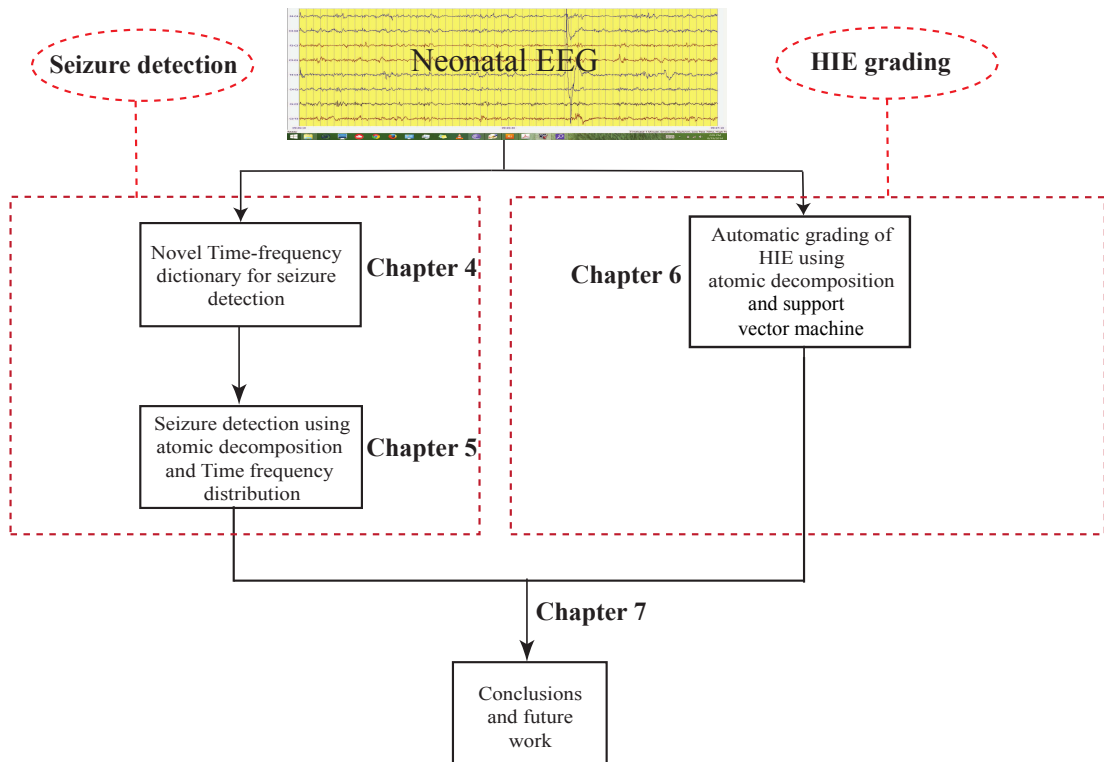 Neonatal EEG
Seizure detection
HIE grading
Novel Time-frequency
dictionary for seizure
detection
Chapter 4
Seizure detection using
atomic decomposition
and Time frequency
distribution
Chapter 5
Automatic grading of
HIE using
atomic decomposition
and support
vector machine
Chapter 6
Chapter 7
Conclusions
and future
work